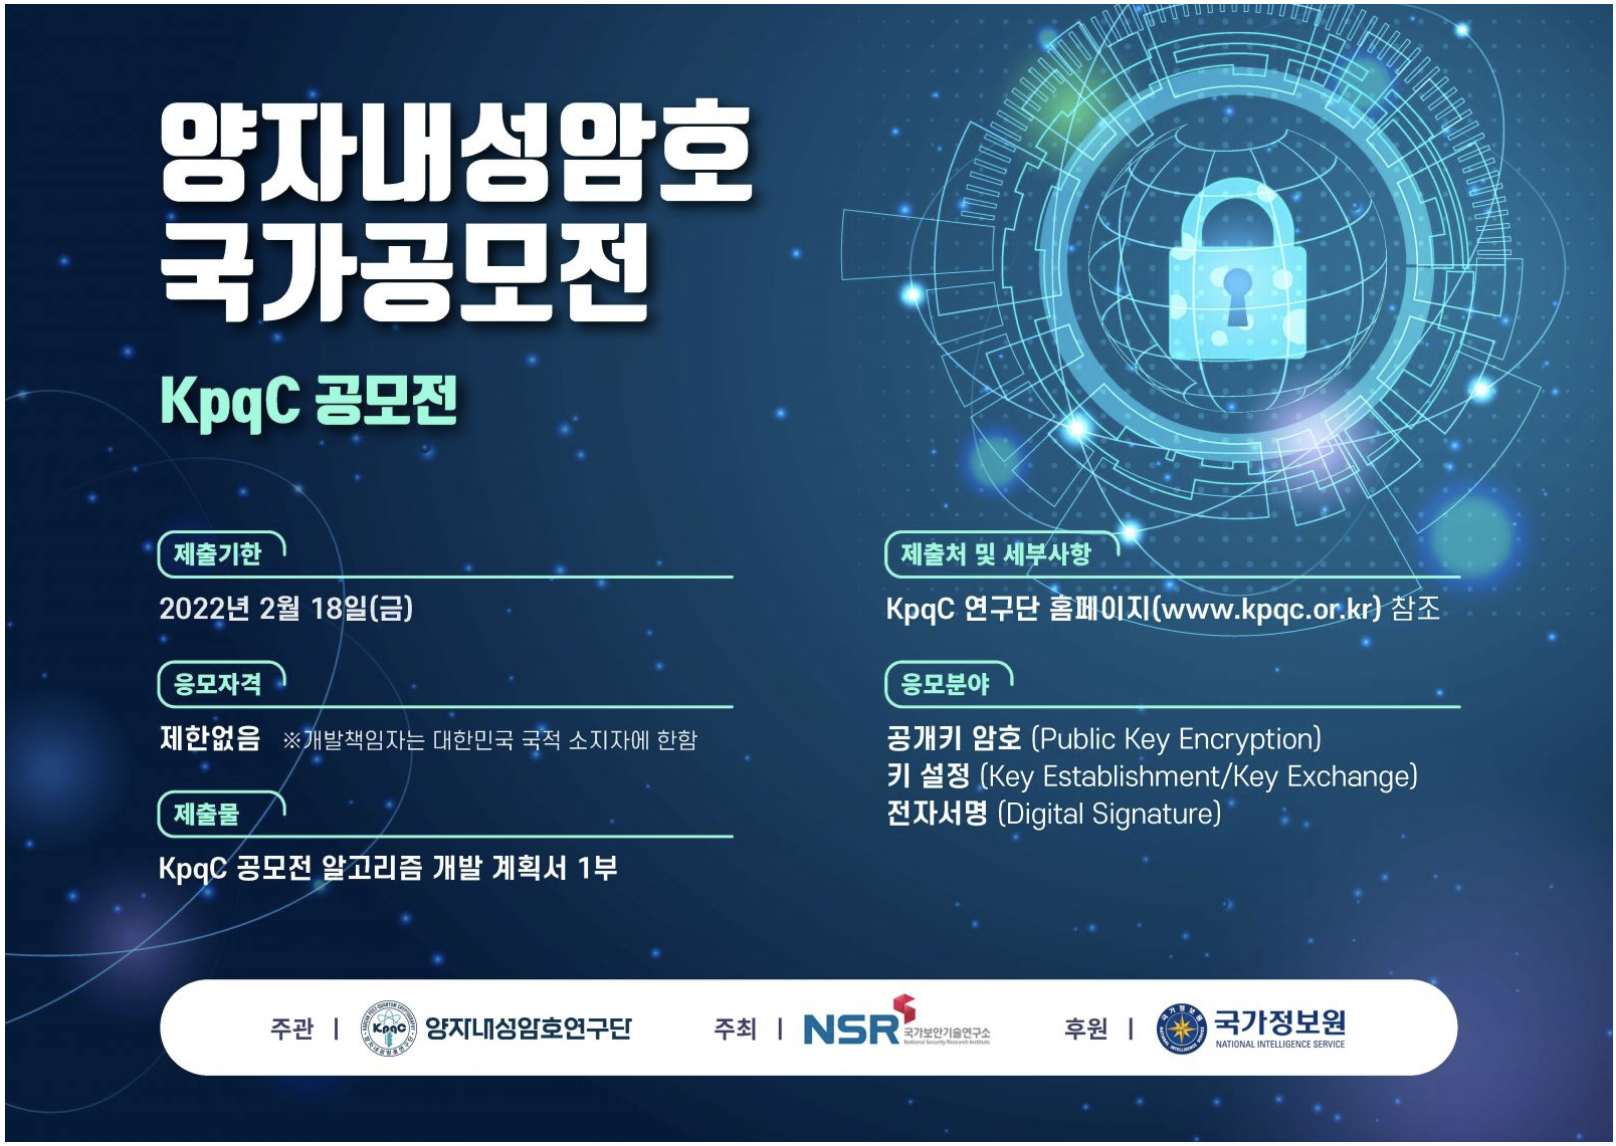 양자내성암호
국가공모전
KpqC 공모전
제출기한
2022년 2월 18일(금)
응모자격
제한없음 ※개발책임자는 대한민국 국적 소지자에 한함
제출물
KpqC 공모전 알고리즘 개발 계획서 1부
제출처 및 세부사항
KpqC 연구단 홈페이지(www.kpqc.or.kr) 참조
응모분야
공개키 암호 (Public Key Encryption)
키 설정 (Key Establishment/Key Exchange)
전자서명 (Digital Signature)
주관 | KpqC 양자내성암호연구단
주최 | NSR 국가보안기술연구소
National Security Research Institute
후원 | 국가정보원
NATIONAL INTELLIGENCE SERVICE